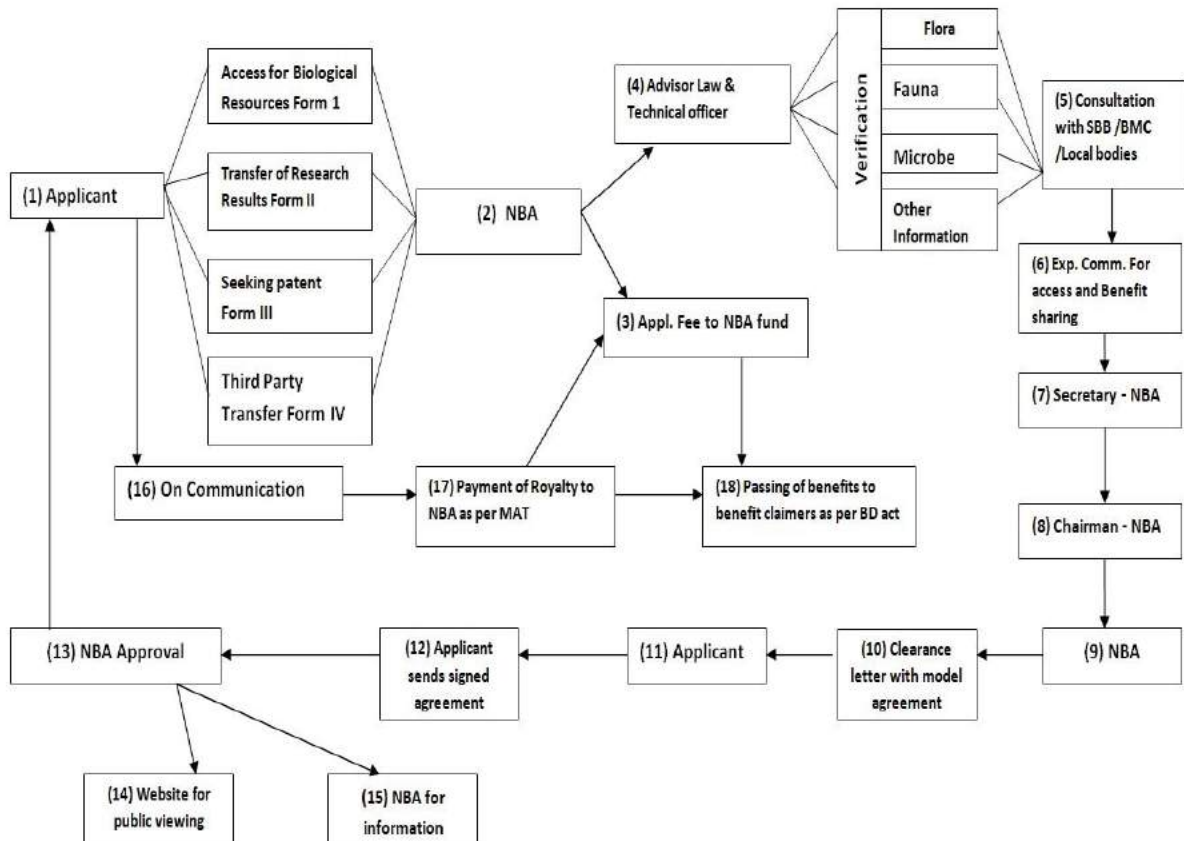 (1) Applicant
Access for Biological
Resources Form 1
Transfer of Research
Results Form II
Seeking patent
Form III
Third Party
Transfer Form IV
(2) NBA
(4) Advisor Law &
Technical officer
Verification
Flora
Fauna
Microbe
Other
Information
(5) Consultation
with SBB /BMC
/Local bodies
(3) Appl. Fee to NBA fund
(6) Exp. Comm. For
access and Benefit
sharing
(7) Secretary - NBA
(16) On Communication
(17) Payment of Royalty to
NBA as per MAT
(18) Passing of benefits to
benefit claimers as per BD act
(8) Chairman - NBA
(13) NBA Approval
(12) Applicant
sends signed
agreement
(11) Applicant
(10) Clearance
letter with model
agreement
(9) NBA
(14) Website for
public viewing
(15) NBA for
information